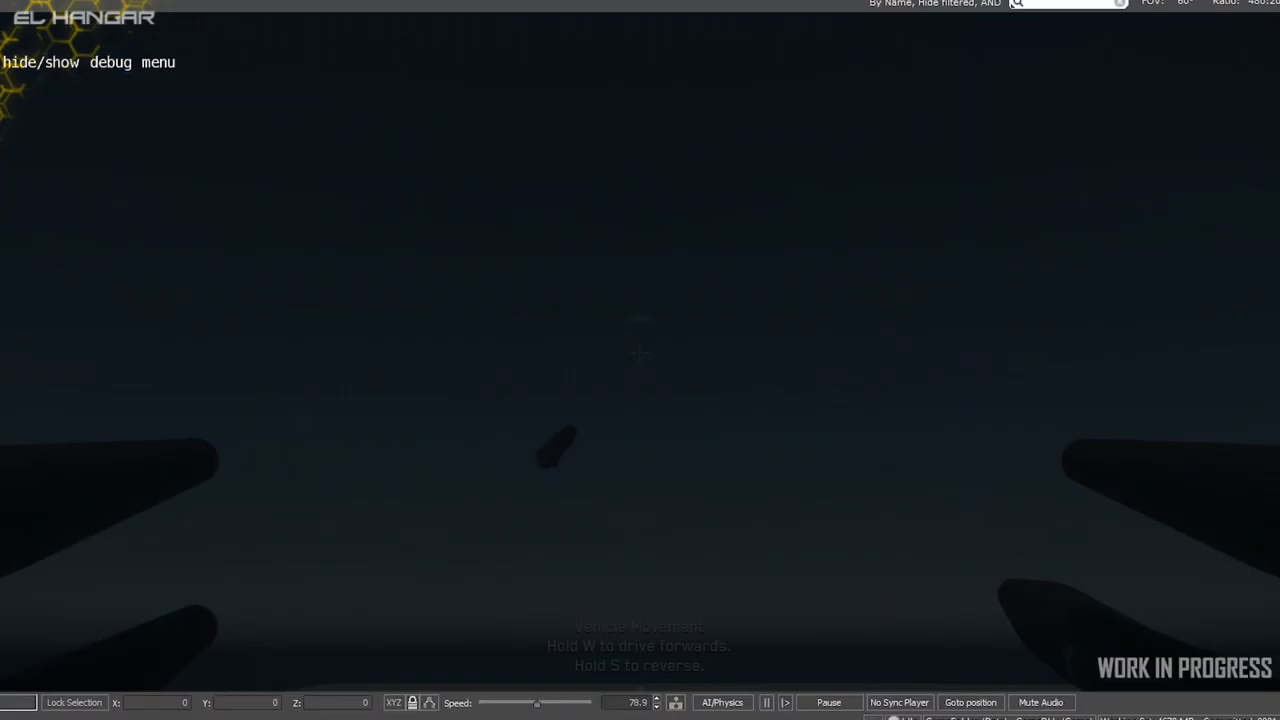 By Name, Hide filtered, AND
FOV: 60°
Ratio:
EL HANGAR
hide/show debug menu
Vehicle Movement
Hold W to drive forwards.
Hold S to reverse.
WORK IN PROGRESS
Lock Selection X: 0 Y: 0 Z: 0 XYZ Speed: 78.9 AI/Physics Pause No Sync Player Goto position Mute Audio